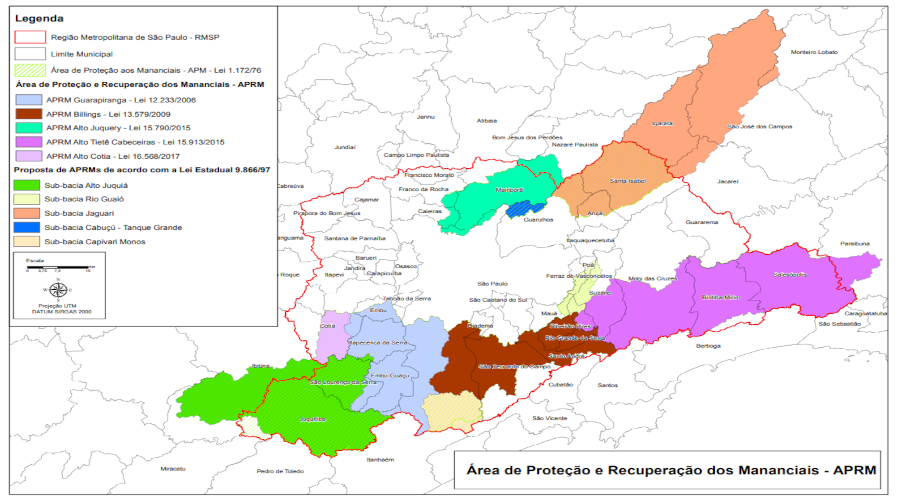 Legenda
Região Metropolitana de São Paulo - RMSP
Limite Municipal
Área de Proteção aos Mananciais - APM - Lei 1.172/76
Área de Proteção e Recuperação dos Mananciais - APRM
APRM Guarapiranga - Lei 12.233/2006
APRM Billings - Lei 13.579/2009
APRM Alto Juquery - Lei 15.790/2015
APRM Alto Tietê Cabeceiras - Lei 15.913/2015
APRM Alto Cotia - Lei 16.568/2017
Proposta de APRMs de acordo com a Lei Estadual 9.866/97
Sub-bacia Alto Juquiá
Sub-bacia Rio Guaió
Sub-bacia Jaguari
Sub-bacia Cabuçú - Tanque Grande
Sub-bacia Capivari Monos
Escala
N
Projeção UTM
DATUM SIRGAS 2000
Monteiro Lobato
Igaratá
São José dos Campos
Jarinu
Atibaia
Bom Jesus dos Perdões
Nazaré Paulista
Jundiaí
Campo Limpo Paulista
Francisco Morato
Santa Isabel
Jacareí
Cabreúva
Franco da Rocha
Mairiporã
Cajamar
Pirapora do Bom Jesus
Caieiras
Guarulhos
Arujá
Guararema
Santana de Parnaíba
Itaquaquecetuba
Paraibuna
Barueri
Osasco
Jandira
Itapevi
Carapicuíba
Poá
Ferraz de Vasconcelos
Mogi das Cruzes
Salesópolis
São Paulo
Suzano
Biritiba-Mirim
Taboão da Serra
São Caetano do Sul
Embu
Mauá
Caraguatatuba
São Sebastião
Cotia
Diadema
Ribeirão Pires
Rio Grande da Serra
Itapecerica da Serra
Bertioga
Santo André
Ibiúna
São Bernardo do Campo
Embu-Guaçu
São Lourenço da Serra
Cubatão
Santos
Juquitiba
São Vicente
Itanhaém
Miracatu
Pedro de Toledo
Área de Proteção e Recuperação dos Mananciais - APRM